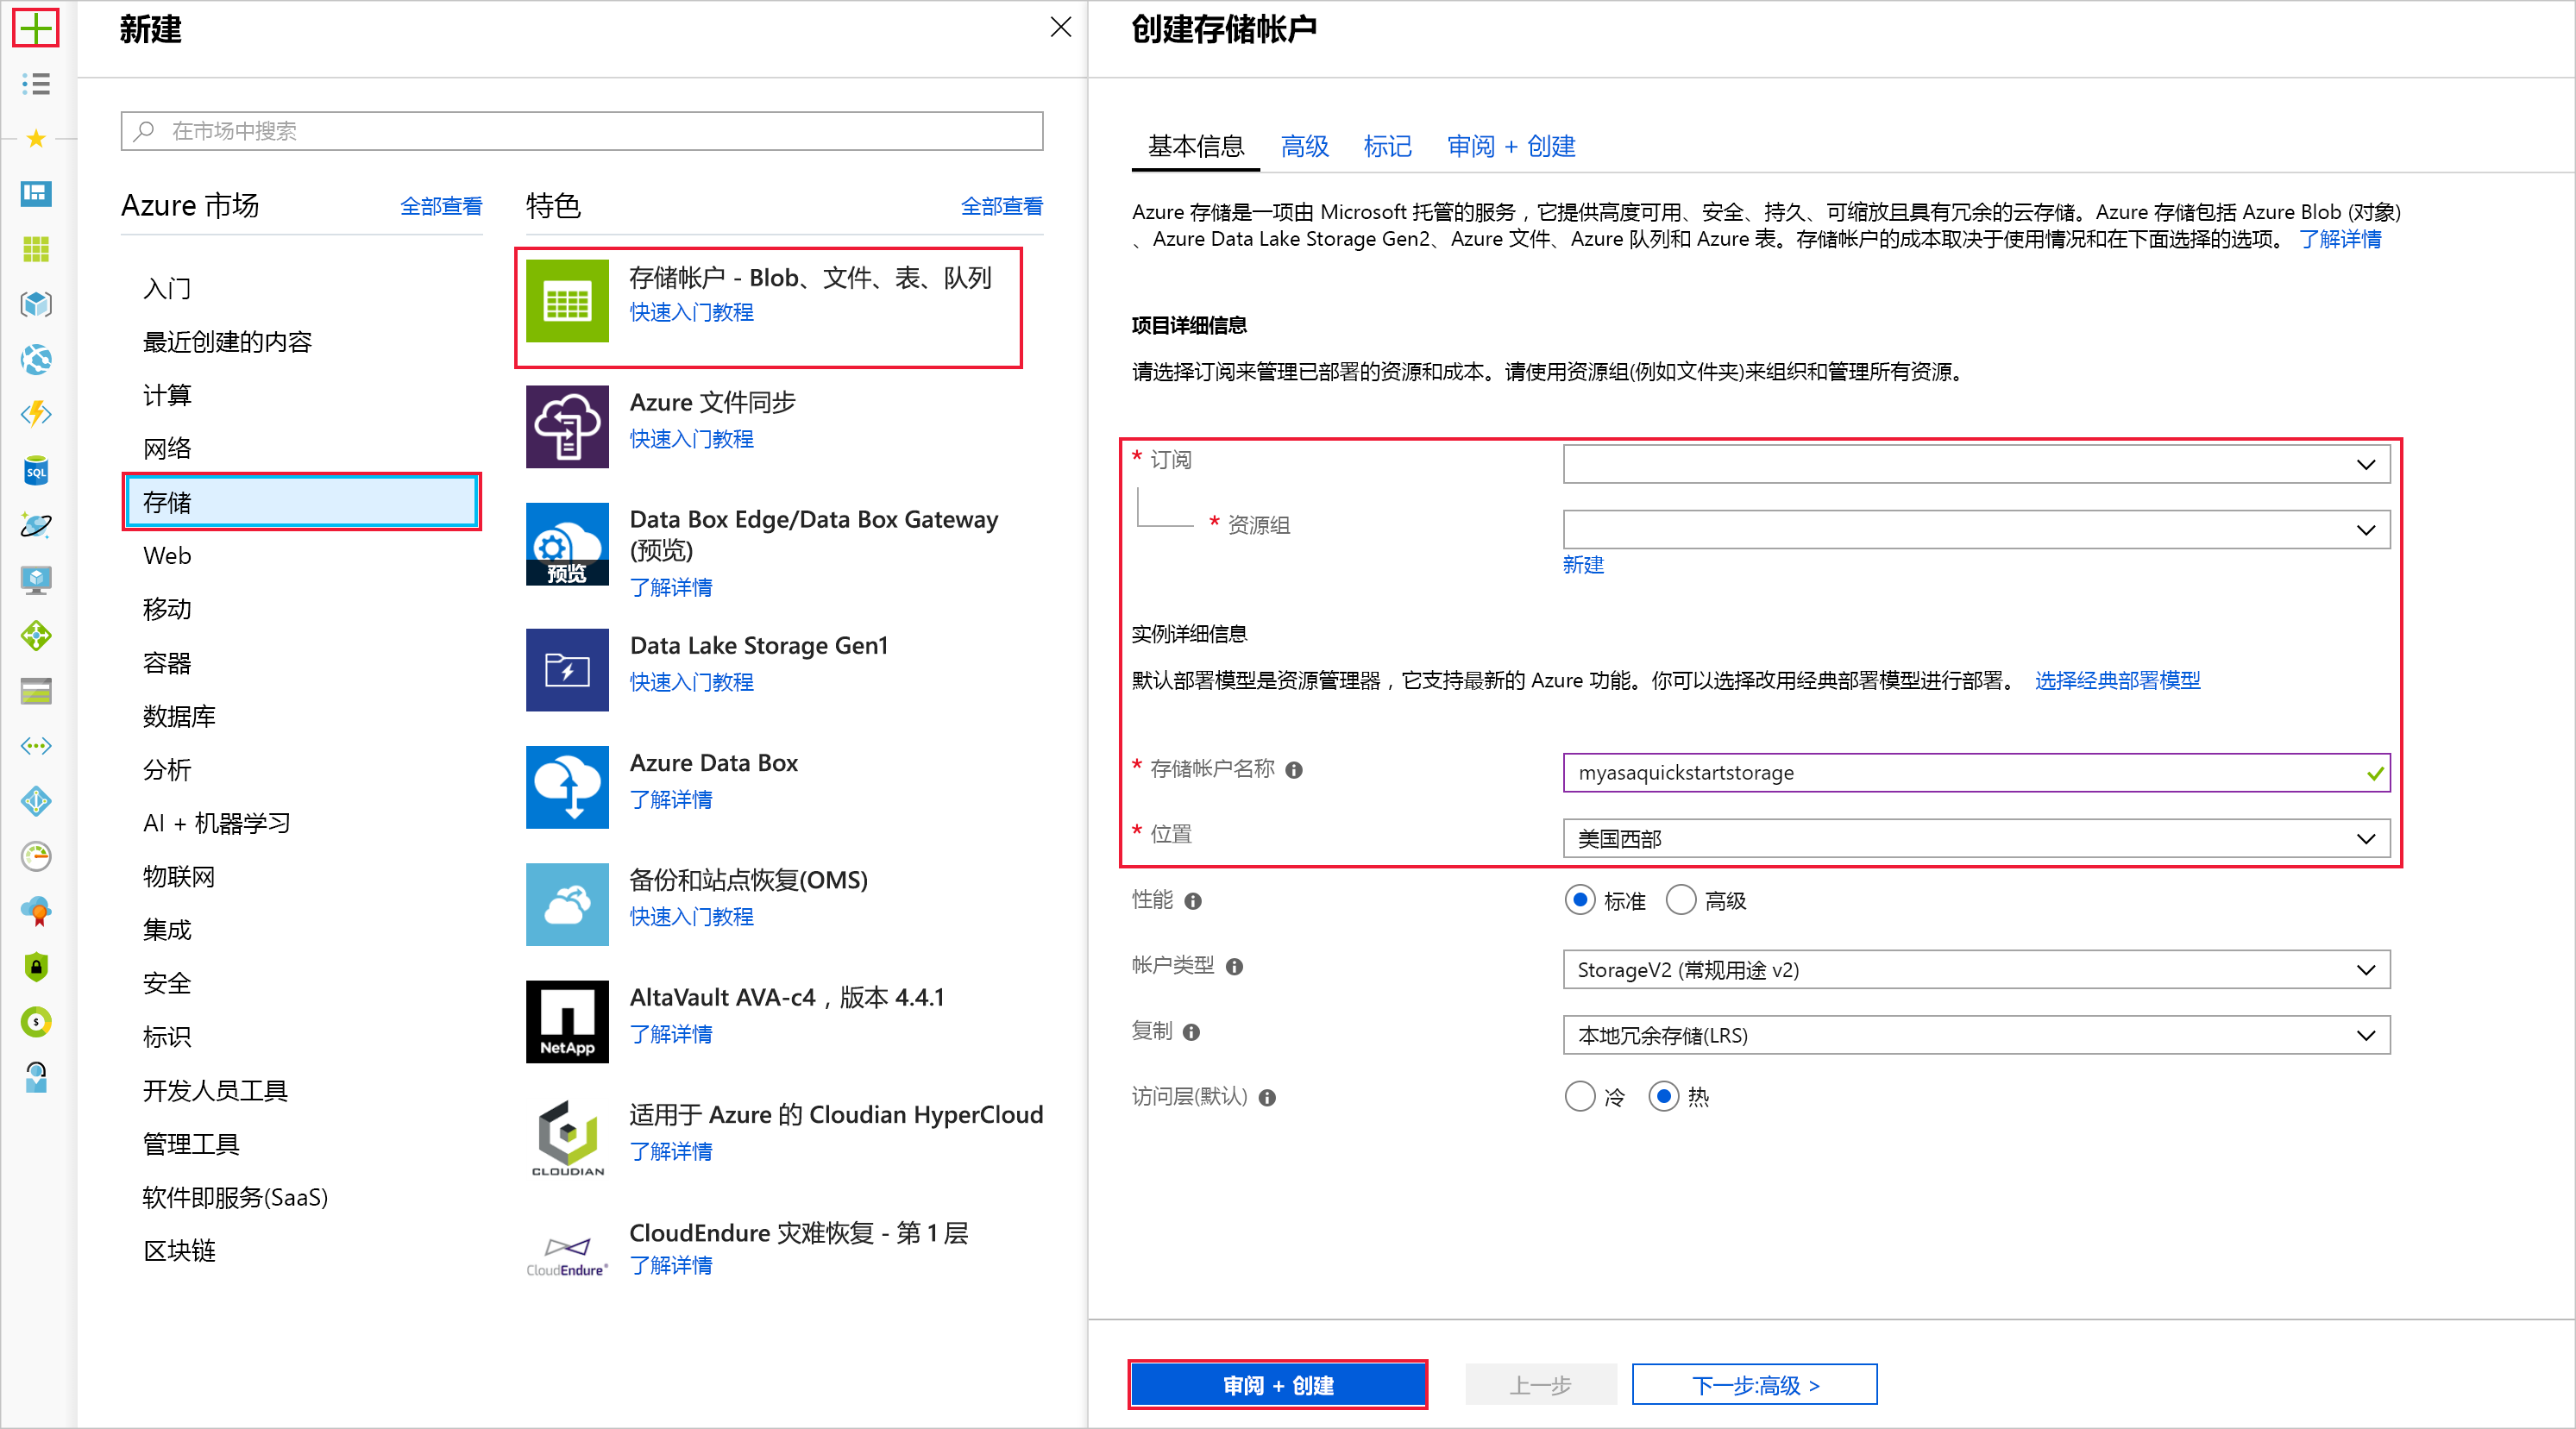 新建
在市场中搜索
Azure 市场
全部查看
入门
最近创建的内容
计算
网络
存储
Web
移动
容器
数据库
分析
AI + 机器学习
物联网
集成
安全
标识
开发人员工具
管理工具
软件即服务(SaaS)
区块链
特色
全部查看
存储帐户 - Blob、文件、表、队列
快速入门教程
Azure 文件同步
快速入门教程
Data Box Edge/Data Box Gateway
(预览)
预览
了解详情
Data Lake Storage Gen1
快速入门教程
Azure Data Box
了解详情
备份和站点恢复(OMS)
快速入门教程
NetApp
AltaVault AVA-c4，版本 4.4.1
了解详情
CLOUDIAN
适用于 Azure 的 Cloudian HyperCloud
了解详情
CloudEndure®
CloudEndure 灾难恢复 - 第 1 层
了解详情
SQL
$
创建存储帐户
基本信息 高级 标记 审阅 + 创建
Azure 存储是一项由 Microsoft 托管的服务，它提供高度可用、安全、持久、可缩放且具有冗余的云存储。Azure 存储包括 Azure Blob (对象)
、Azure Data Lake Storage Gen2、Azure 文件、Azure 队列和 Azure 表。存储帐户的成本取决于使用情况和在下面选择的选项。 了解详情
项目详细信息
请选择订阅来管理已部署的资源和成本。请使用资源组(例如文件夹)来组织和管理所有资源。
* 订阅
* 资源组
新建
实例详细信息
默认部署模型是资源管理器，它支持最新的 Azure 功能。你可以选择改用经典部署模型进行部署。 选择经典部署模型
* 存储帐户名称 myasaquickstartstorage
* 位置 美国西部
性能 标准 高级
帐户类型 StorageV2 (常规用途 v2)
复制 本地冗余存储(LRS)
访问层(默认) 冷 热
审阅 + 创建 上一步 下一步:高级 >